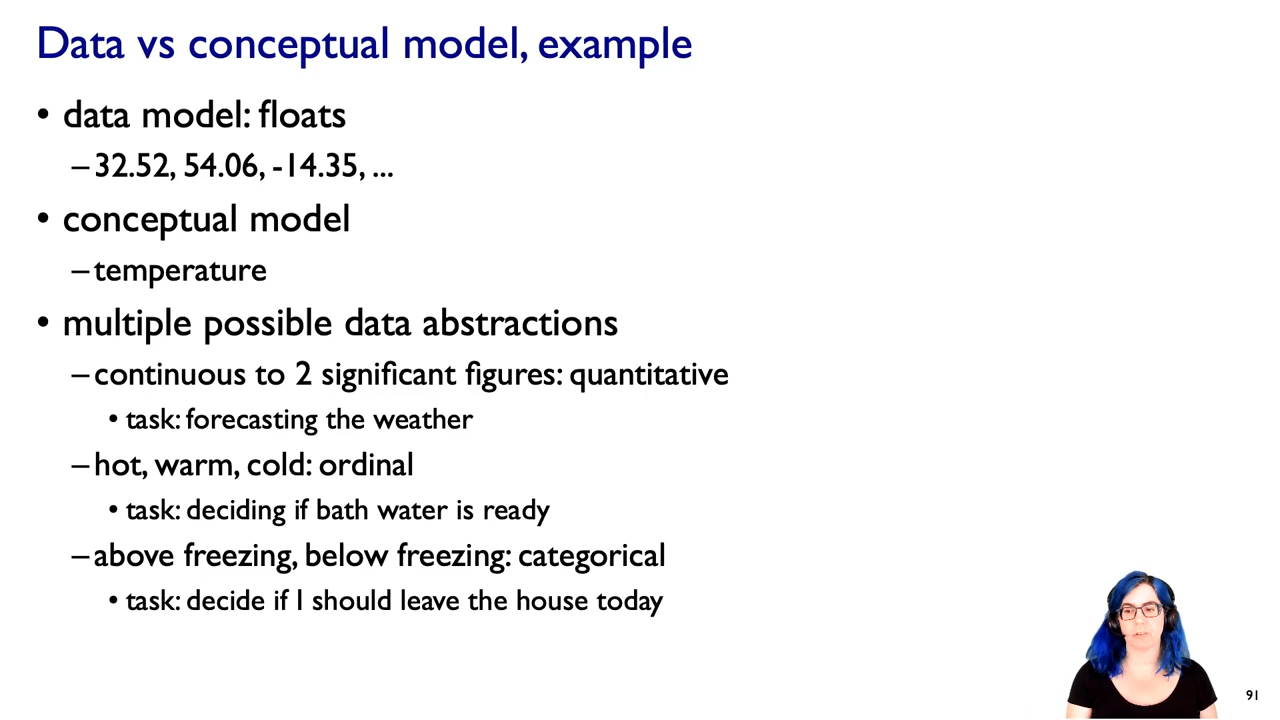 Data vs conceptual model, example
• data model: floats
– 32.52, 54.06, -14.35, ...
• conceptual model
– temperature
• multiple possible data abstractions
– continuous to 2 significant figures: quantitative
• task: forecasting the weather
– hot, warm, cold: ordinal
• task: deciding if bath water is ready
– above freezing, below freezing: categorical
• task: decide if I should leave the house today
91